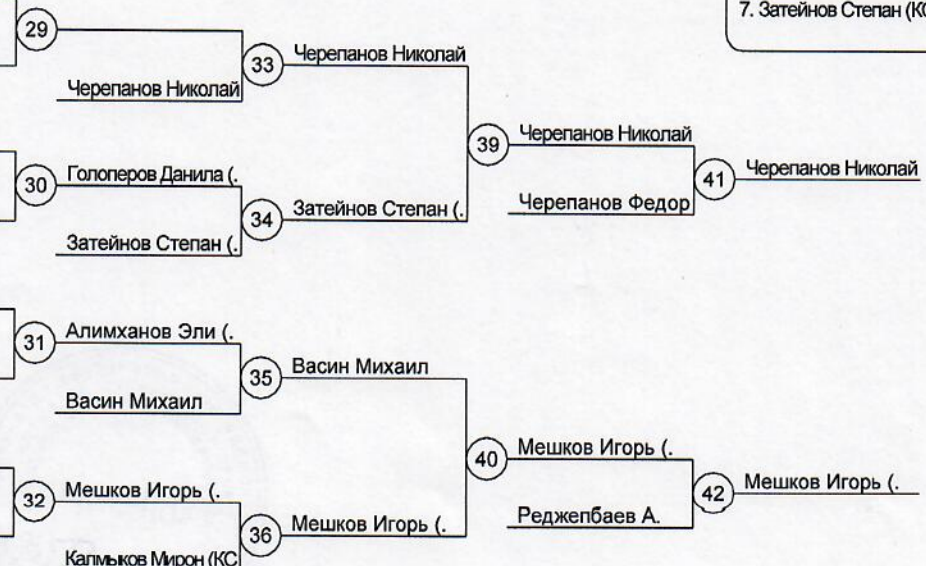 7. Затейнов Степан (КС
29
33 Черепанов Николай
Черепанов Николай
39 Черепанов Николай
41 Черепанов Николай
30 Голоперов Данила (.
Черепанов Федор
34 Затейнов Степан (.
Затейнов Степан (.
31 Алимханов Эли (.
35 Васин Михаил
Васин Михаил
40 Мешков Игорь (.
42 Мешков Игорь (.
32 Мешков Игорь (.
Реджепбаев А.
36 Мешков Игорь (.
Калмыков Мирон (КС